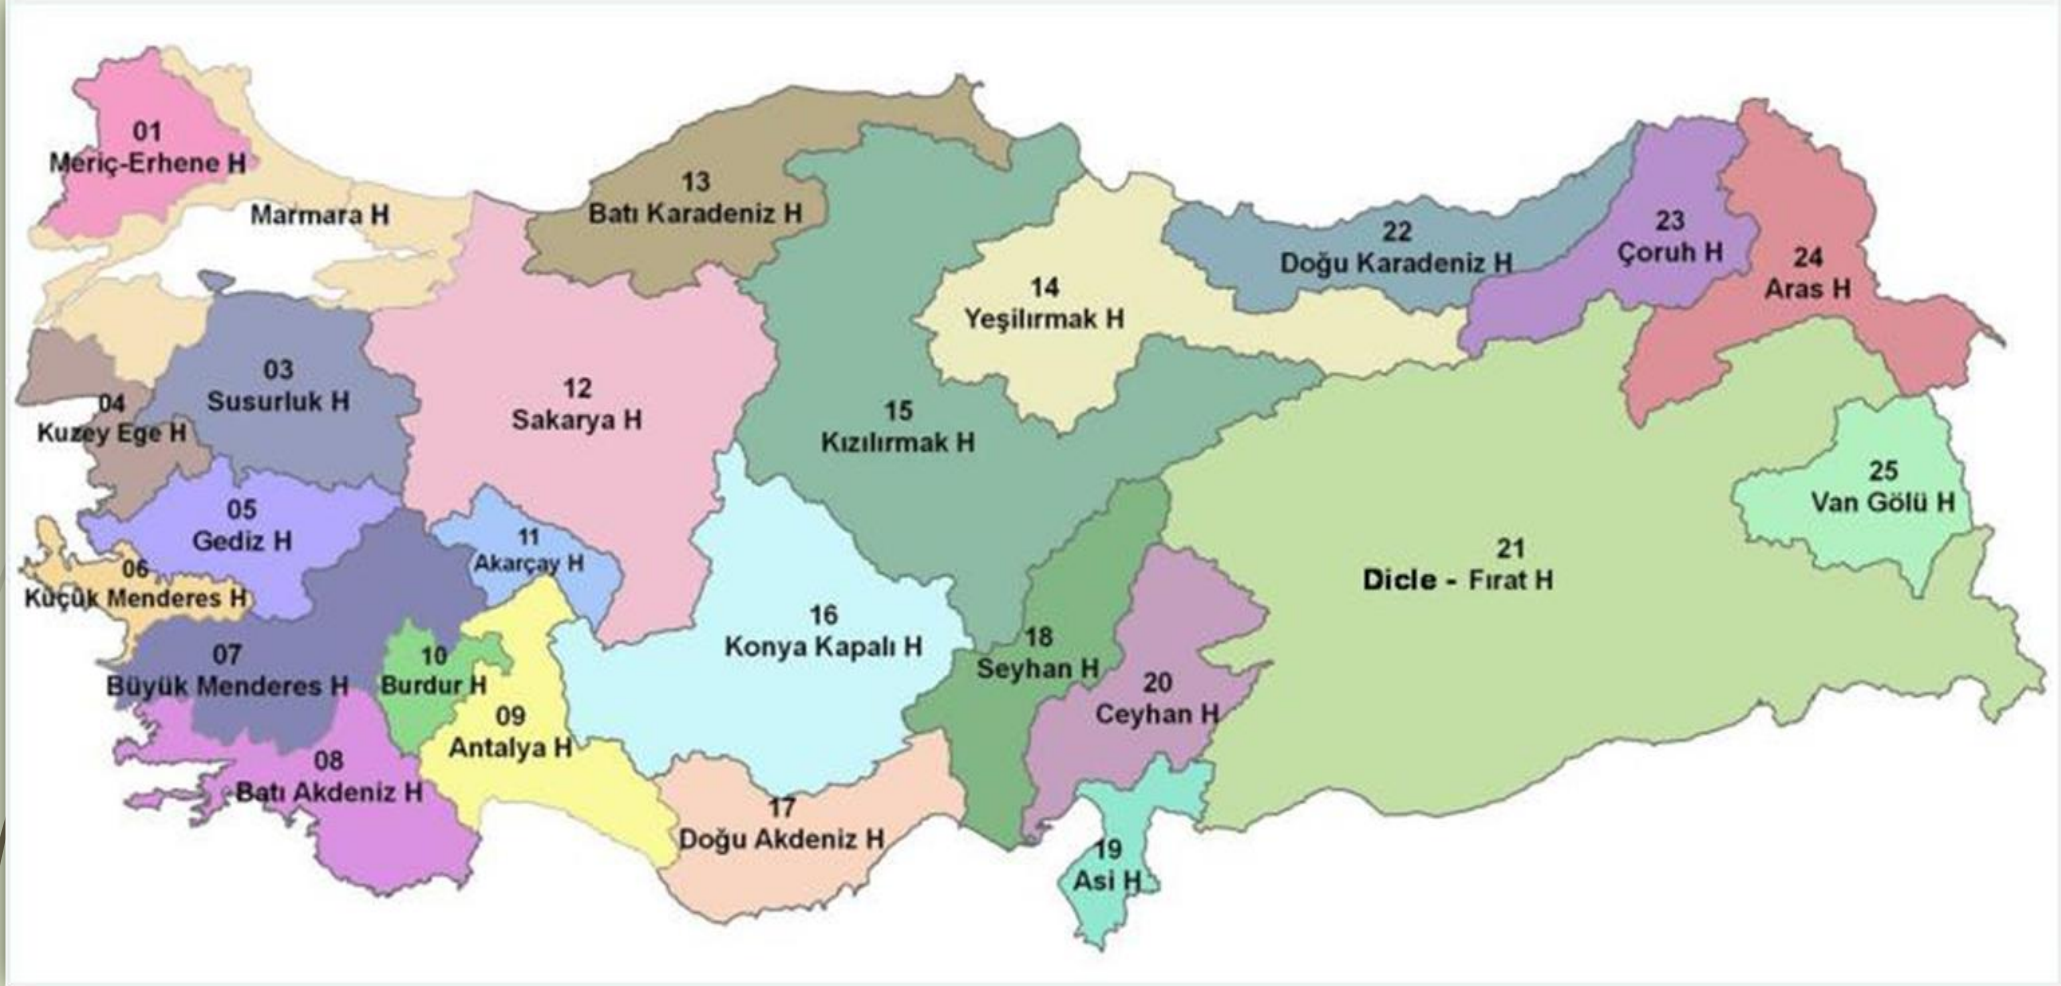 01
Meriç-Erhene H
Marmara H
03
Susurluk H
04
Kuzey Ege H
05
Gediz H
06
Küçük Menderes H
07
Büyük Menderes H
08
Batı Akdeniz H
09
Antalya H
10
Burdur H
11
Akarçay H
12
Sakarya H
13
Batı Karadeniz H
14
Yeşilırmak H
15
Kızılırmak H
16
Konya Kapalı H
17
Doğu Akdeniz H
18
Seyhan H
19
Asi H
20
Ceyhan H
21
Dicle - Fırat H
22
Doğu Karadeniz H
23
Çoruh H
24
Aras H
25
Van Gölü H